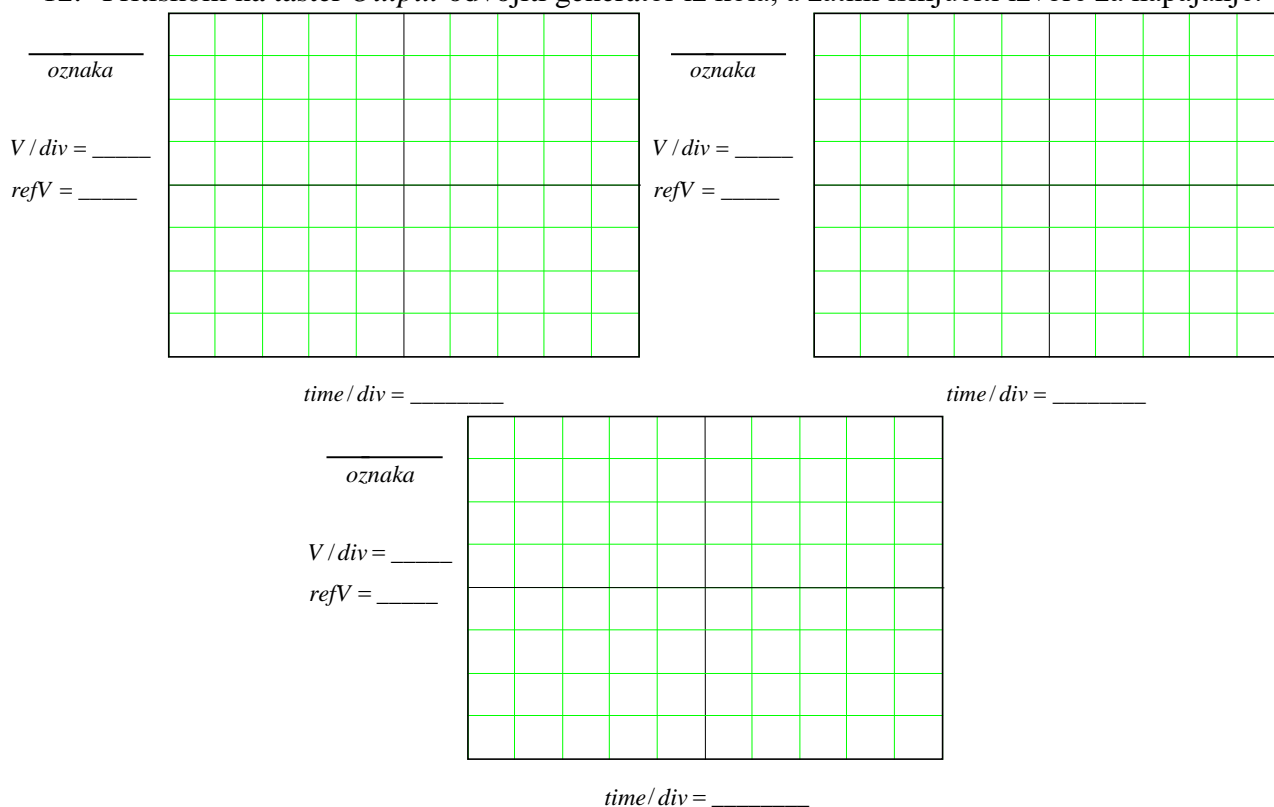 oznaka
V / div = _____
refV = _____
time / div = ________
oznaka
V / div = _____
refV = _____
time / div = ________
oznaka
V / div = _____
refV = _____
time / div = ________